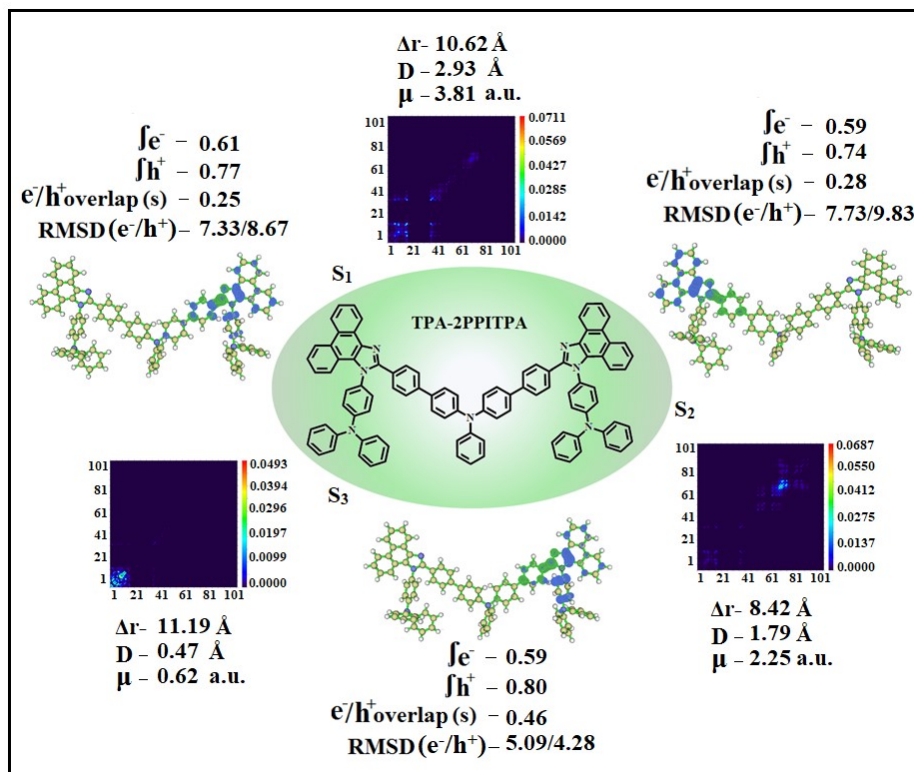 Δr- 10.62 Å
D - 2.93 Å
μ - 3.81 a.u.
∫e⁻ - 0.61
∫h⁺ - 0.77
e⁻/h⁺overlap (s) - 0.25
RMSD (e⁻/h⁺)– 7.33/8.67
101
81
61
41
21
1
1 21 41 61 81 101
0.0711
0.0569
0.0427
0.0284
0.0142
0.0000
∫e⁻ - 0.59
∫h⁺ - 0.74
e⁻/h⁺overlap (s) - 0.28
RMSD (e⁻/h⁺)– 7.73/9.83
S₁
TPA-2PPITPA
N
N
N
N
N
N
N
S₂
S₃
101
81
61
41
21
1
1 21 41 61 81 101
0.0493
0.0394
0.0296
0.0197
0.0099
0.0000
Δr- 11.19 Å
D - 0.47 Å
μ - 0.62 a.u.
101
81
61
41
21
1
1 21 41 61 81 101
0.0687
0.0550
0.0412
0.0275
0.0137
0.0000
Δr- 8.42 Å
D - 1.79 Å
μ - 2.25 a.u.
∫e⁻ - 0.59
∫h⁺ - 0.80
e⁻/h⁺overlap (s) - 0.46
RMSD (e⁻/h⁺)– 5.09/4.28